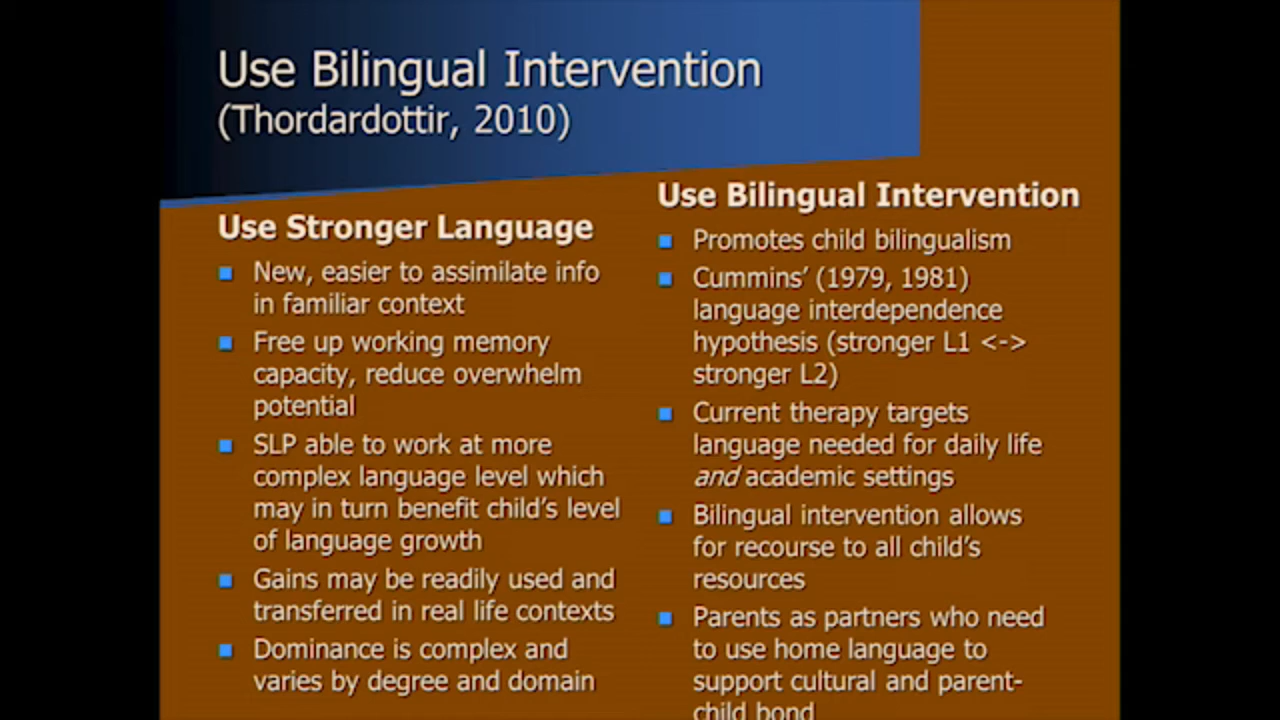 Use Bilingual Intervention
(Thordardottir, 2010)
Use Stronger Language
New, easier to assimilate info
in familiar context
Free up working memory
capacity, reduce overwhelm
potential
SLP able to work at more
complex language level which
may in turn benefit child's level
of language growth
Gains may be readily used and
transferred in real life contexts
Dominance is complex and
varies by degree and domain
Use Bilingual Intervention
Promotes child bilingualism
Cummins' (1979, 1981)
language interdependence
hypothesis (stronger L1 <->
stronger L2)
Current therapy targets
language needed for daily life
and academic settings
Bilingual intervention allows
for recourse to all child's
resources
Parents as partners who need
to use home language to
support cultural and parent-
child bond